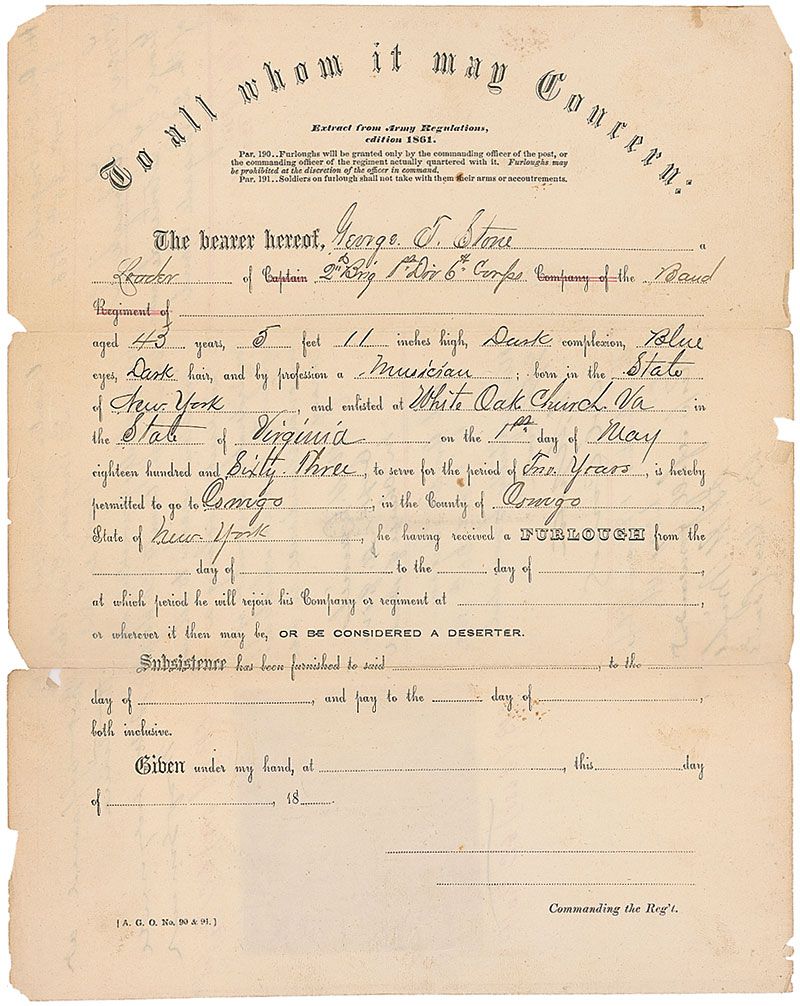 To all whom it may Concern:
Extract from Army Regulations,
edition 1861.
Par. 190..Furloughs will be granted only by the commanding officer of the post, or
the commanding officer of the regiment actually quartered with it. Furloughs may
be prohibited at the discretion of the officer in command.
Par. 191..Soldiers on furlough shall not take with them their arms or accoutrements.
The bearer hereof, George. T. Stone a
Leader of Captain 2d Brig 1st Div 6th Corps Company of the Band
Regiment of
aged 43 years, 5 feet 11 inches high, Dark complexion, Blue
eyes, Dark hair, and by profession a Musician; born in the State
of New York, and enlisted at White Oak Church Va in
the State of Virginia on the 1st day of May
eighteen hundred and Sixty Three, to serve for the period of Two Years, is hereby
permitted to go to Oswego, in the County of Oswego,
State of New York, he having received a FURLOUGH from the
day of to the day of ,
at which period he will rejoin his Company or regiment at ,
or wherever it then may be, OR BE CONSIDERED A DESERTER.
Subsistence has been furnished to said , to the
day of , and pay to the day of ,
both inclusive.
Given under my hand, at , this day
of , 18 .
Commanding the Reg't.
[A. G. O. No. 90 & 91.]